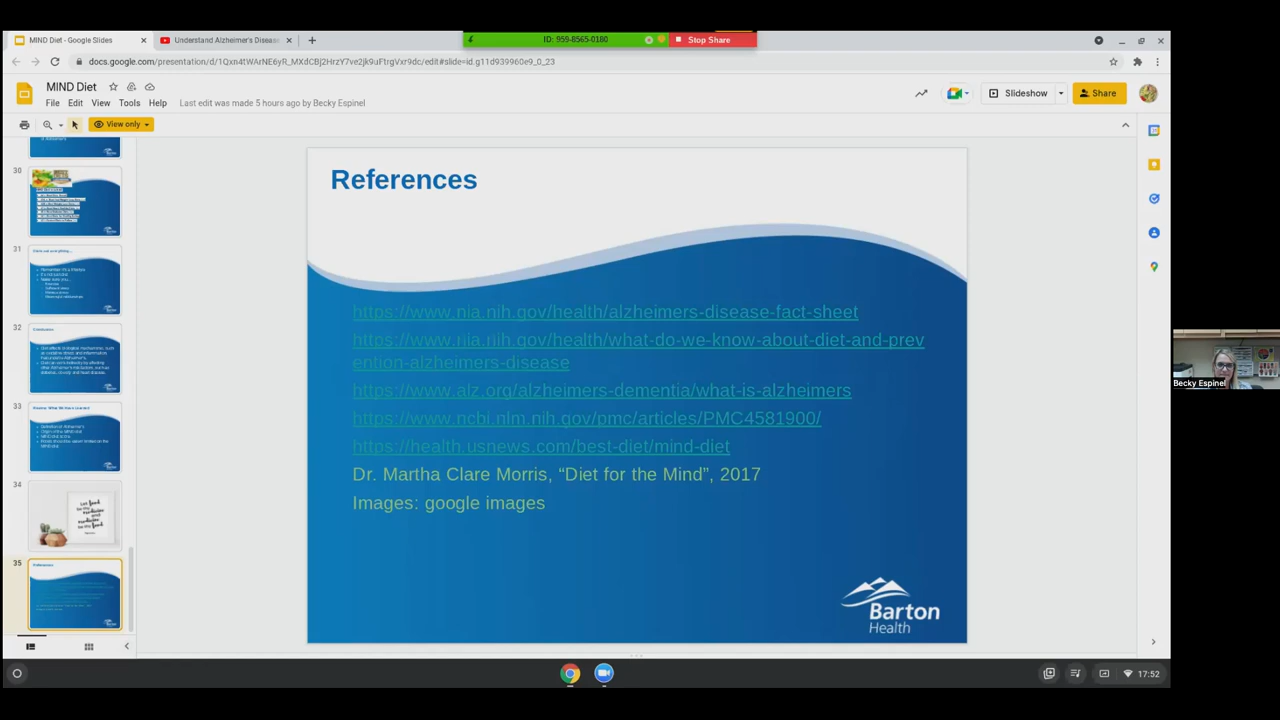 MIND Diet - Google Slides
Understand Alzheimer's Disease
ID: 959-8565-0180
Stop Share
docs.google.com/presentation/d/1Qxn4tWArNE6yR_MXdCBJ2HrzY7ve2jk9uFtrgVxr9dc/edit#slide=id.g11d939960e9_0_23
MIND Diet
File Edit View Tools Help Last edit was made 5 hours ago by Becky Espinel
Slideshow
Share
View only
30
31
32
33
34
35
References
https://www.nia.nih.gov/health/alzheimers-disease-fact-sheet
https://www.nia.nih.gov/health/what-do-we-know-about-diet-and-prev
ention-alzheimers-disease
https://www.alz.org/alzheimers-dementia/what-is-alzheimers
https://www.ncbi.nlm.nih.gov/pmc/articles/PMC4581900/
https://health.usnews.com/best-diet/mind-diet
Dr. Martha Clare Morris, “Diet for the Mind”, 2017
Images: google images
Barton
Health
Becky Espinel
17:52